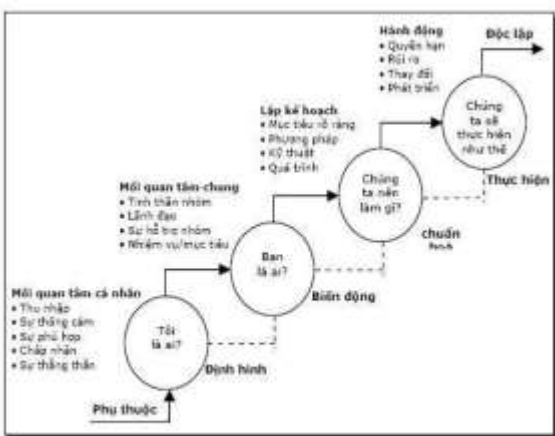 Hành động
• Quyền hạn
• Rủi ro
• Thay đổi
• Phát triển
Độc lập
Chúng
ta sẽ
thực hiện
như thế
Thực hiện
Lập kế hoạch
• Mục tiêu rõ ràng
• Phương pháp
• Kỹ thuật
• Quá trình
Chúng
ta nên
làm gì?
chuẩn
Mối quan tâm chung
• Tinh thần nhóm
• Lãnh đạo
• Sự hỗ trợ nhóm
• Nhiệm vụ/mục tiêu
Bạn
là ai?
Biến động
Mối quan tâm cá nhân
• Thu nhập
• Sự thăng cảm
• Sự phù hợp
• Chấp nhận
• Sự thẳng thắn
Tôi
là ai?
Định hình
Phụ thuộc